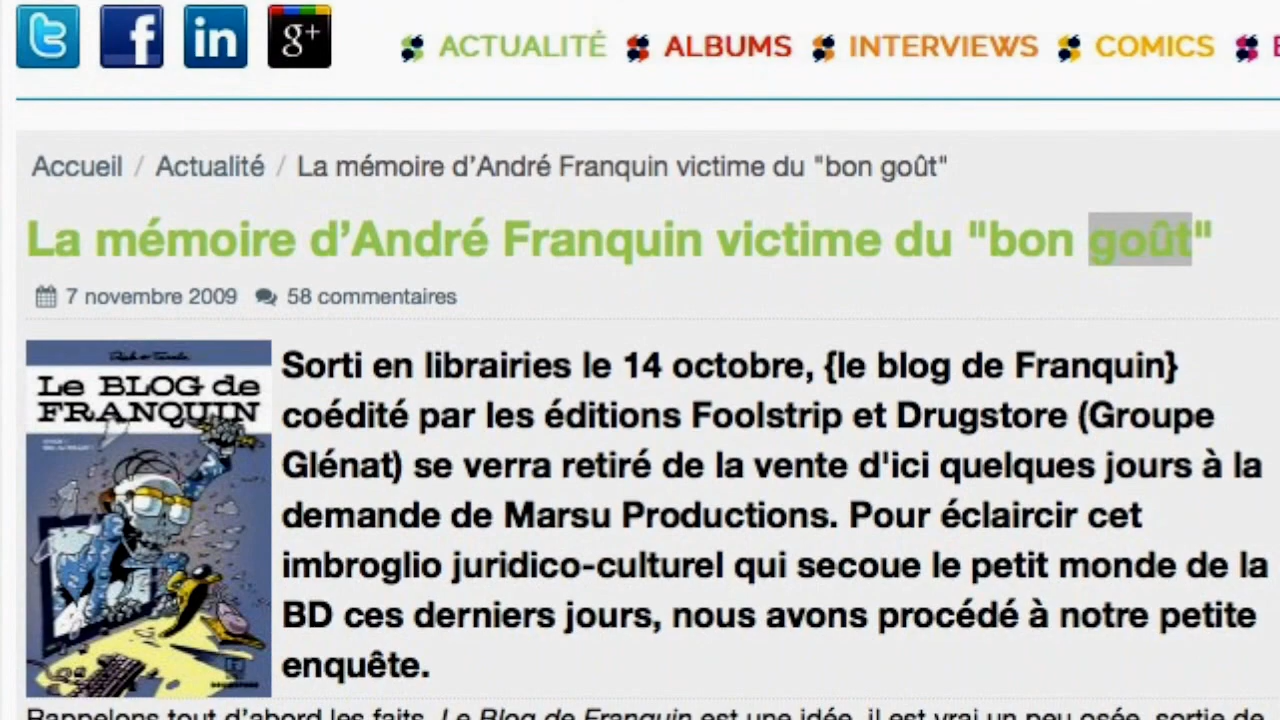 ACTUALITÉ ALBUMS INTERVIEWS COMICS
Accueil / Actualité / La mémoire d'André Franquin victime du "bon goût"
La mémoire d'André Franquin victime du "bon goût"
7 novembre 2009 58 commentaires
Le BLOG de
FRANQUIN
Sorti en librairies le 14 octobre, {le blog de Franquin}
coédité par les éditions Foolstrip et Drugstore (Groupe
Glénat) se verra retiré de la vente d'ici quelques jours à la
demande de Marsu Productions. Pour éclaircir cet
imbroglio juridico-culturel qui secoue le petit monde de la
BD ces derniers jours, nous avons procédé à notre petite
enquête.
Rappelons tout d'abord les faits. Le Blog de Franquin est une idée, il est vrai un peu osée, sortie de